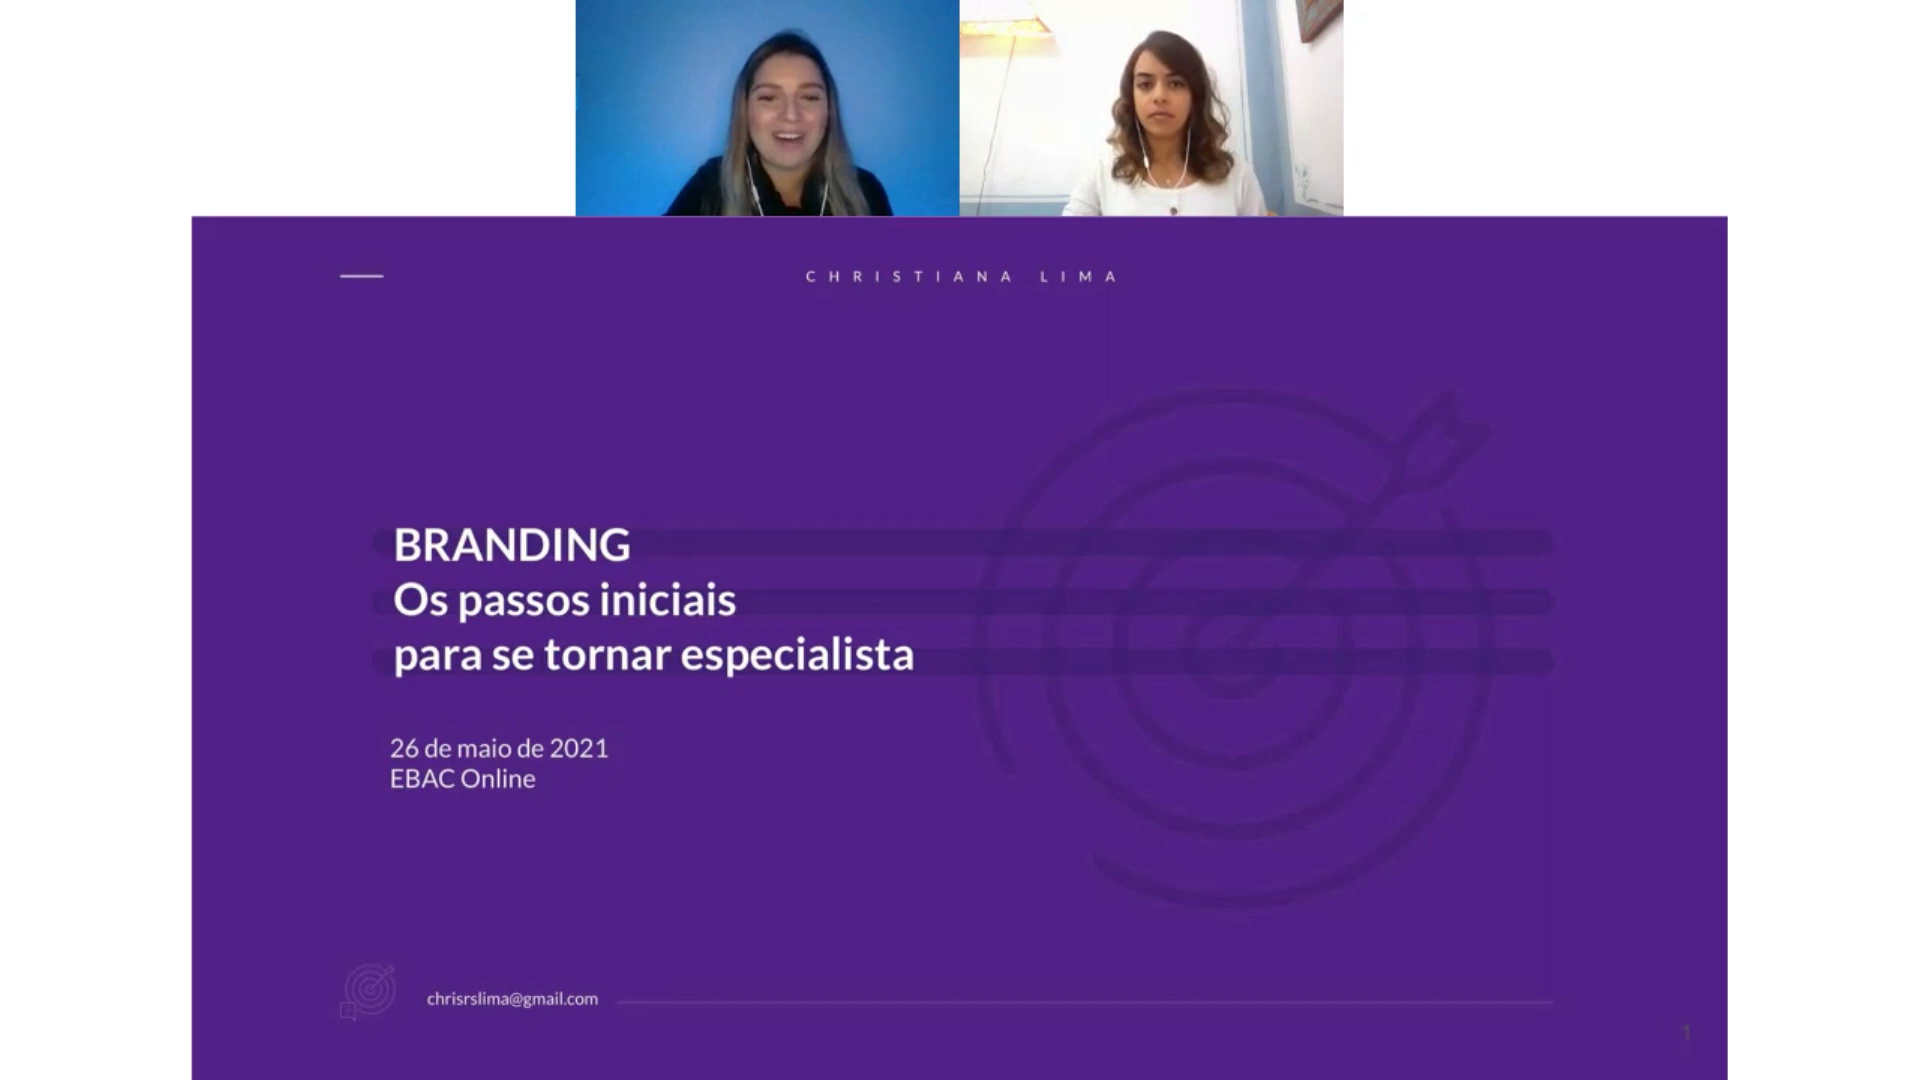 CHRISTIANA LIMA
BRANDING
Os passos iniciais
para se tornar especialista
26 de maio de 2021
EBAC Online
chrisrslima@gmail.com
1